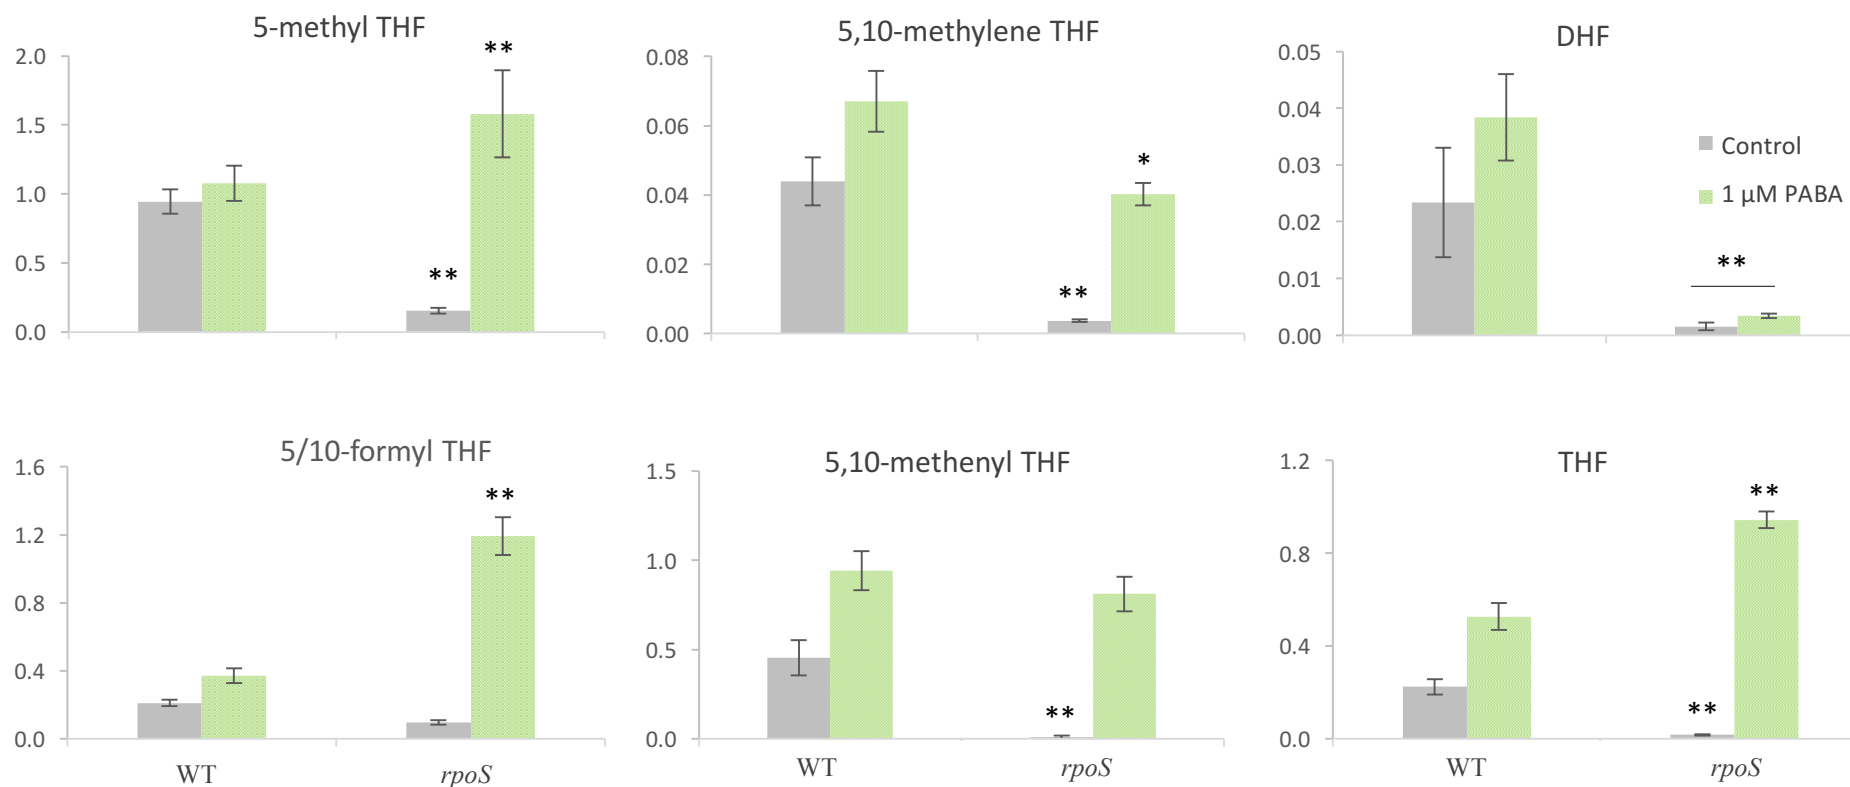 5-methyl THF
2.0
1.5
1.0
0.5
0.0
**
**
5,10-methylene THF
0.08
0.06
0.04
0.02
0.00
**
*
DHF
0.05
0.04
0.03
0.02
0.01
0.00
**
Control
1 µM PABA
5/10-formyl THF
1.6
1.2
0.8
0.4
0.0
**
WT
rpoS
5,10-methenyl THF
1.5
1.0
0.5
0.0
**
WT
rpoS
THF
1.2
0.8
0.4
0.0
**
**
WT
rpoS